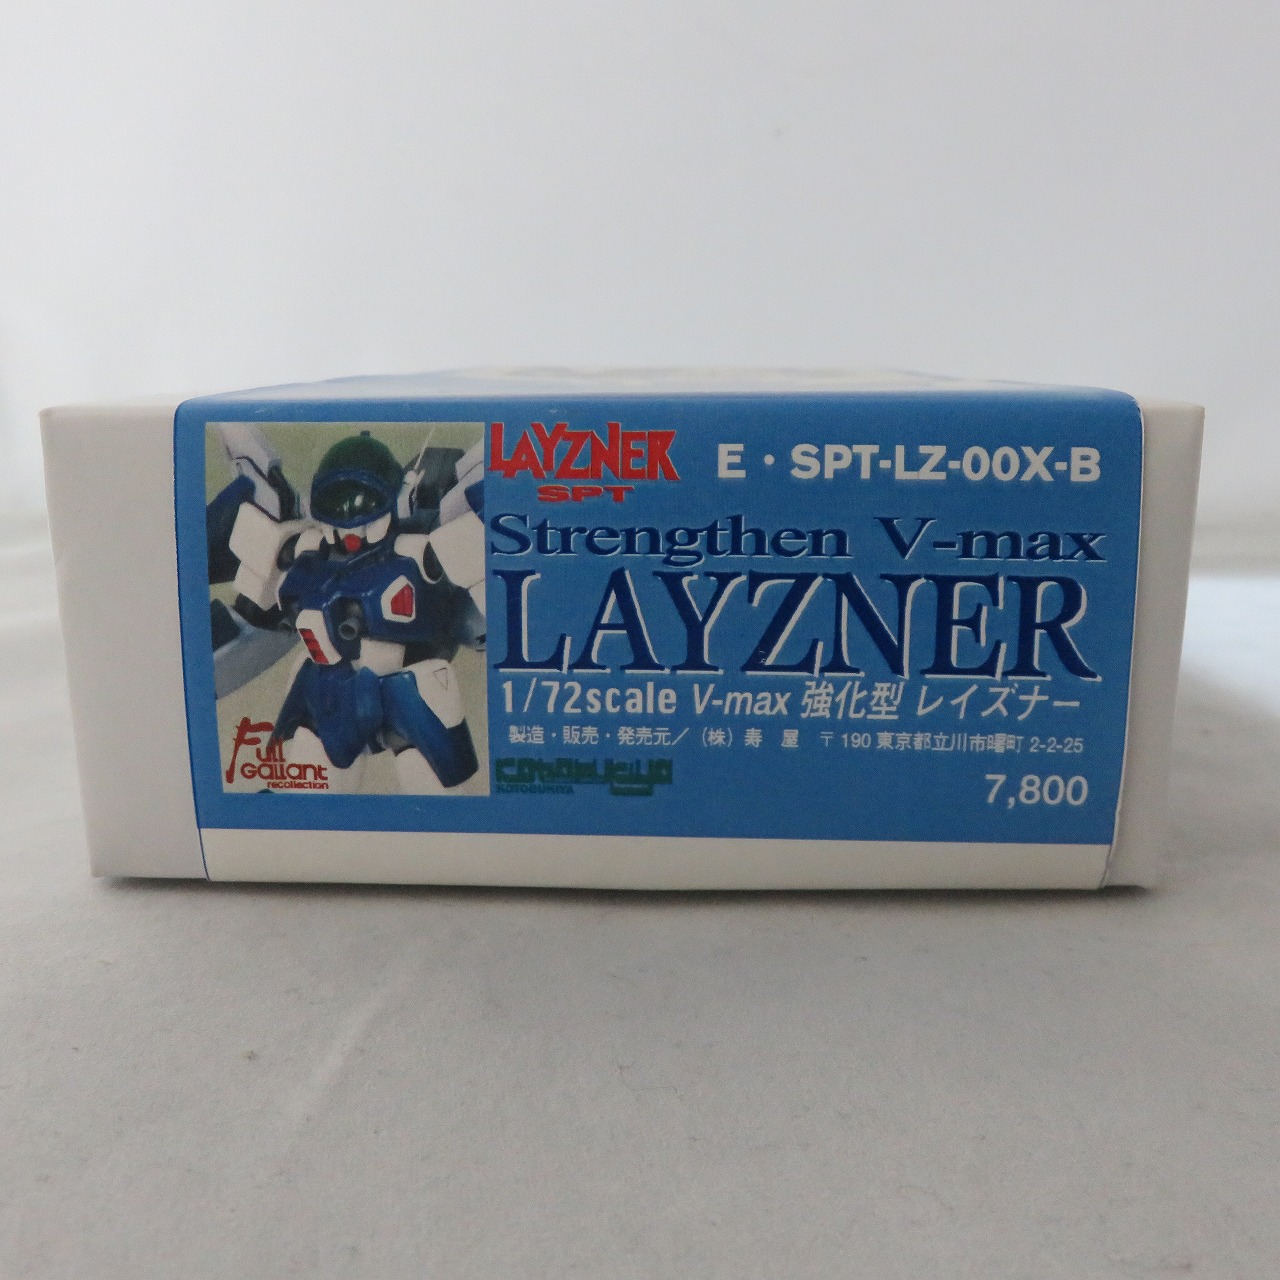 LAYZNER
SPT
E・SPT-LZ-00X-B
Strengthen V-max
LAYZNER
1/72scale V-max 強化型 レイズナー
製造・販売・発売元／（株）寿 屋 〒190 東京都立川市曙町 2-2-25
Kotobukiya
KOTOBUKIYA
7,800
Full
Gallant
recollection